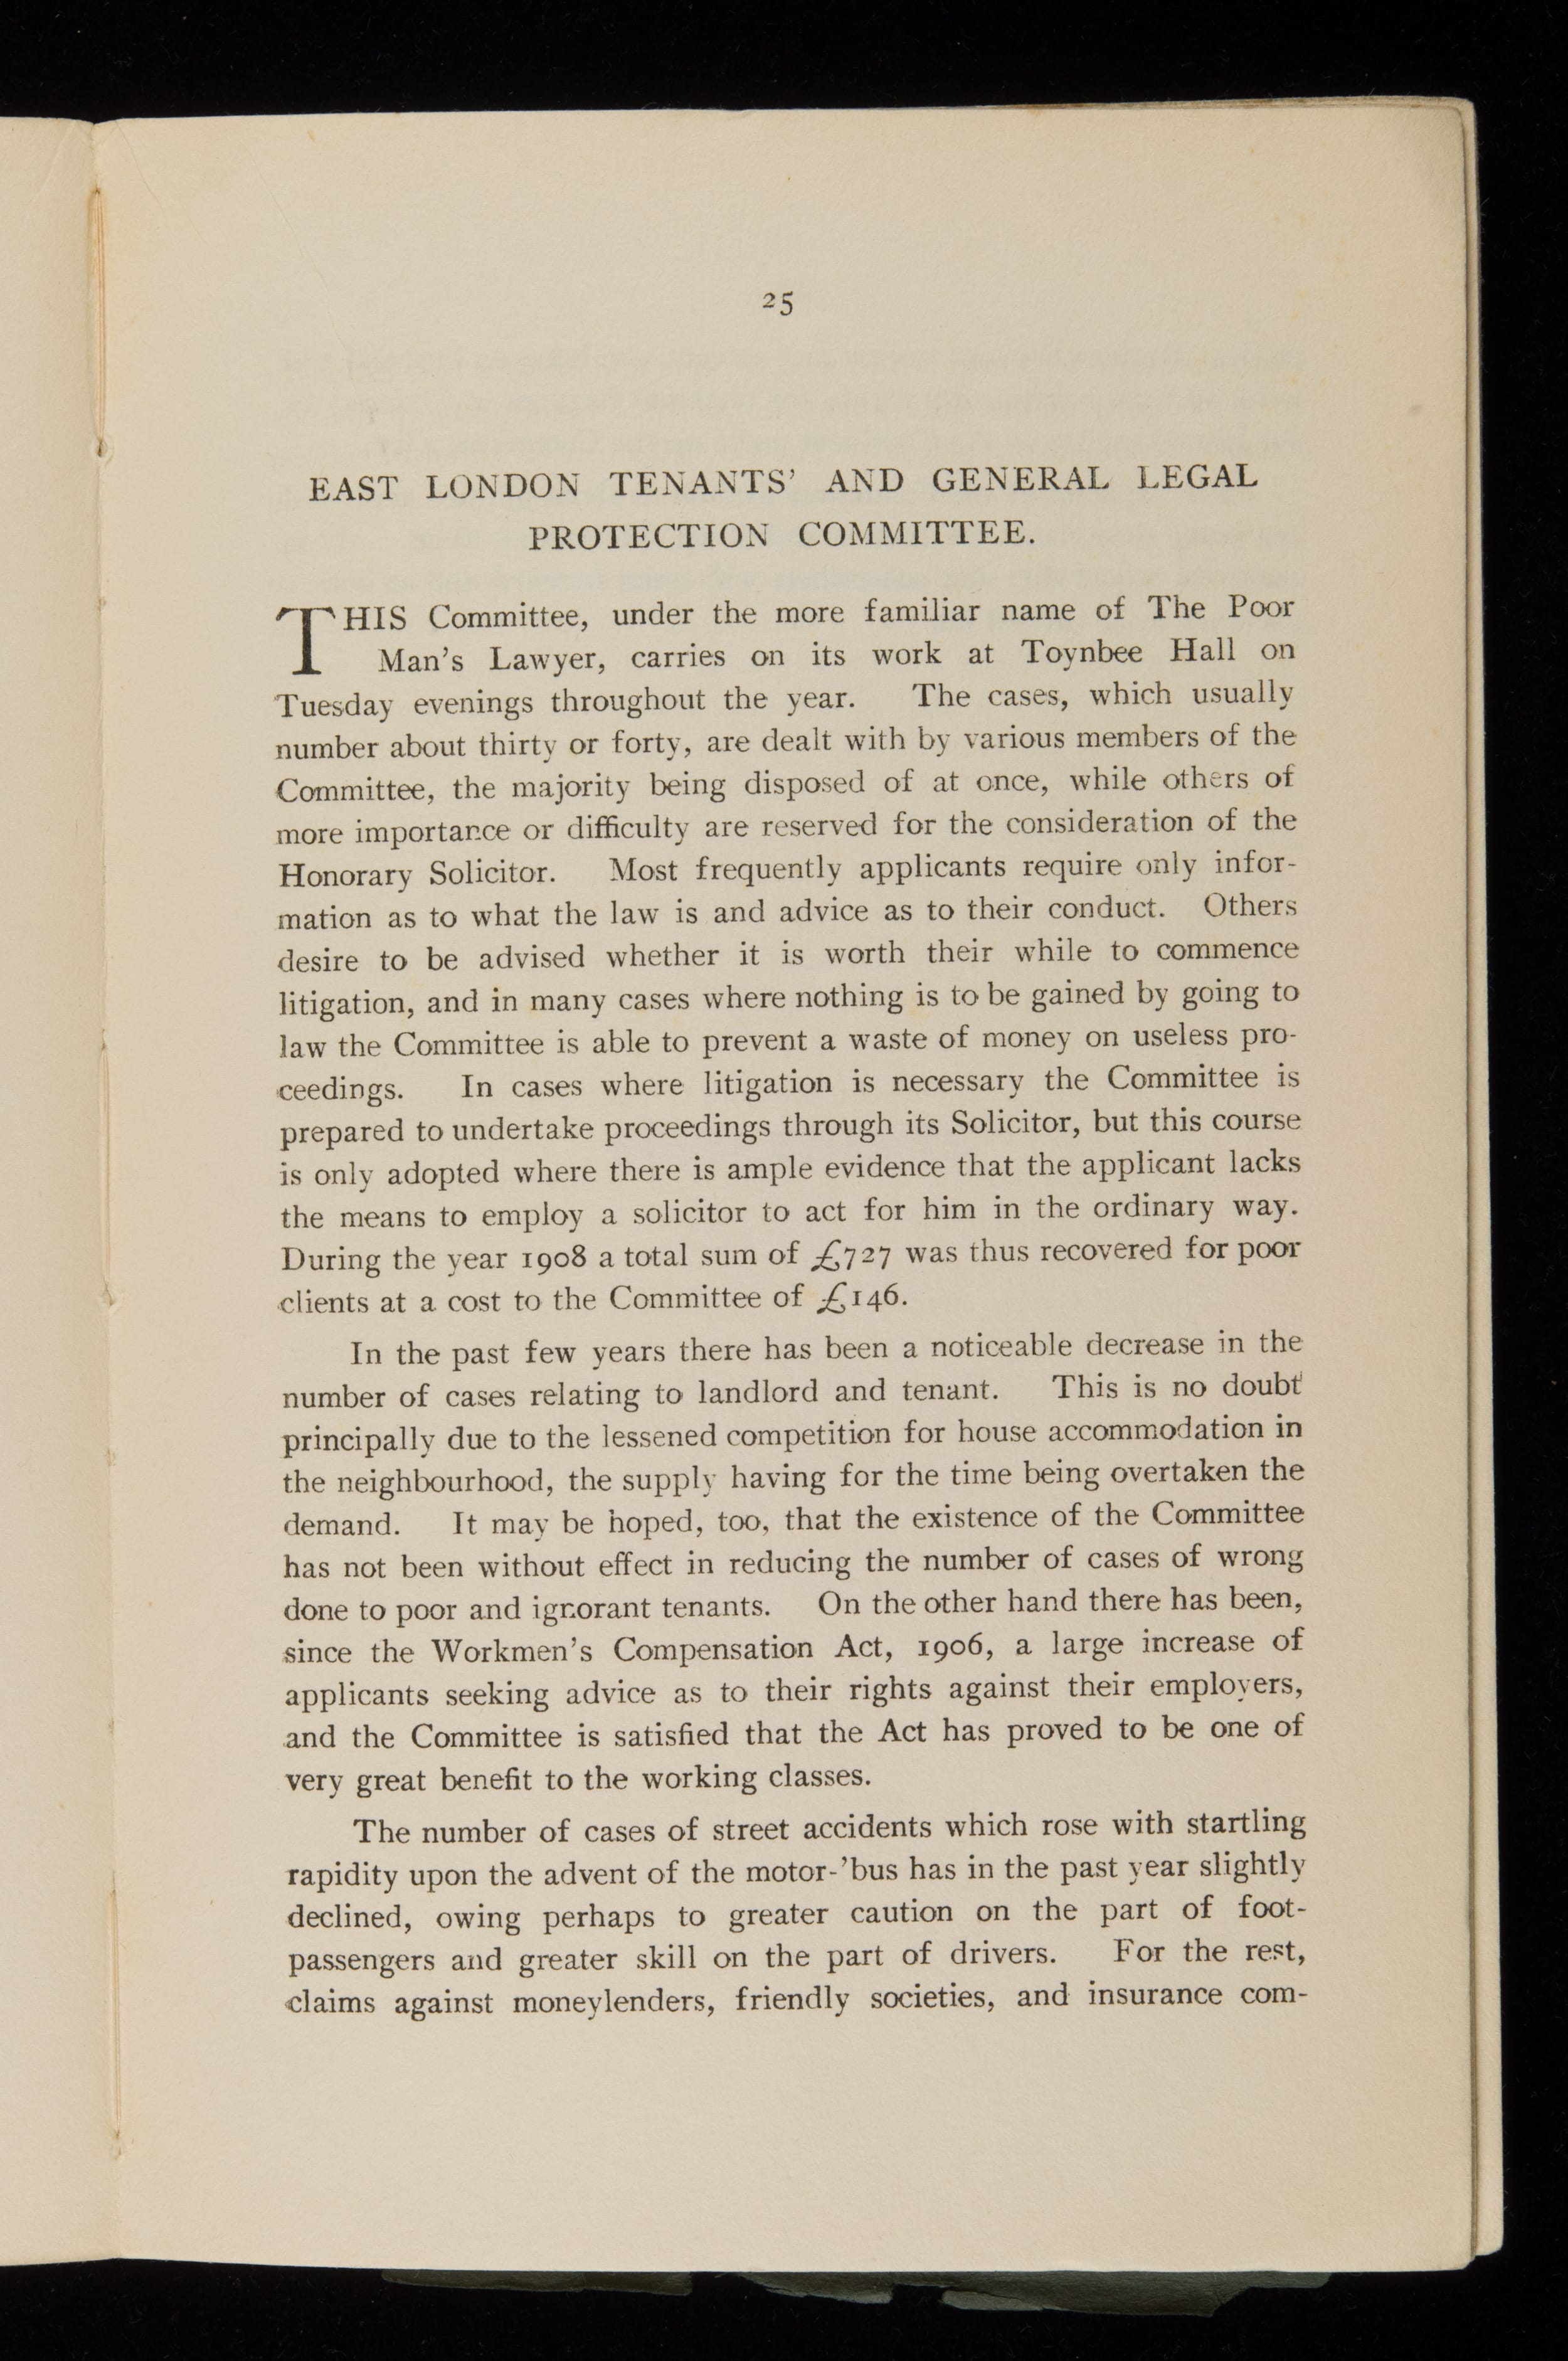 25
EAST LONDON TENANTS' AND GENERAL LEGAL
PROTECTION COMMITTEE.
THIS Committee, under the more familiar name of The Poor
Man's Lawyer, carries on its work at Toynbee Hall on
Tuesday evenings throughout the year. The cases, which usually
number about thirty or forty, are dealt with by various members of the
Committee, the majority being disposed of at once, while others of
more importance or difficulty are reserved for the consideration of the
Honorary Solicitor. Most frequently applicants require only infor-
mation as to what the law is and advice as to their conduct. Others
desire to be advised whether it is worth their while to commence
litigation, and in many cases where nothing is to be gained by going to
law the Committee is able to prevent a waste of money on useless pro-
ceedings. In cases where litigation is necessary the Committee is
prepared to undertake proceedings through its Solicitor, but this course
is only adopted where there is ample evidence that the applicant lacks
the means to employ a solicitor to act for him in the ordinary way.
During the year 1908 a total sum of £727 was thus recovered for poor
clients at a cost to the Committee of £146.
In the past few years there has been a noticeable decrease in the
number of cases relating to landlord and tenant. This is no doubt
principally due to the lessened competition for house accommodation in
the neighbourhood, the supply having for the time being overtaken the
demand. It may be hoped, too, that the existence of the Committee
has not been without effect in reducing the number of cases of wrong
done to poor and ignorant tenants. On the other hand there has been,
since the Workmen's Compensation Act, 1906, a large increase of
applicants seeking advice as to their rights against their employers,
and the Committee is satisfied that the Act has proved to be one of
very great benefit to the working classes.
The number of cases of street accidents which rose with startling
rapidity upon the advent of the motor-'bus has in the past year slightly
declined, owing perhaps to greater caution on the part of foot-
passengers and greater skill on the part of drivers. For the rest,
claims against moneylenders, friendly societies, and insurance com-